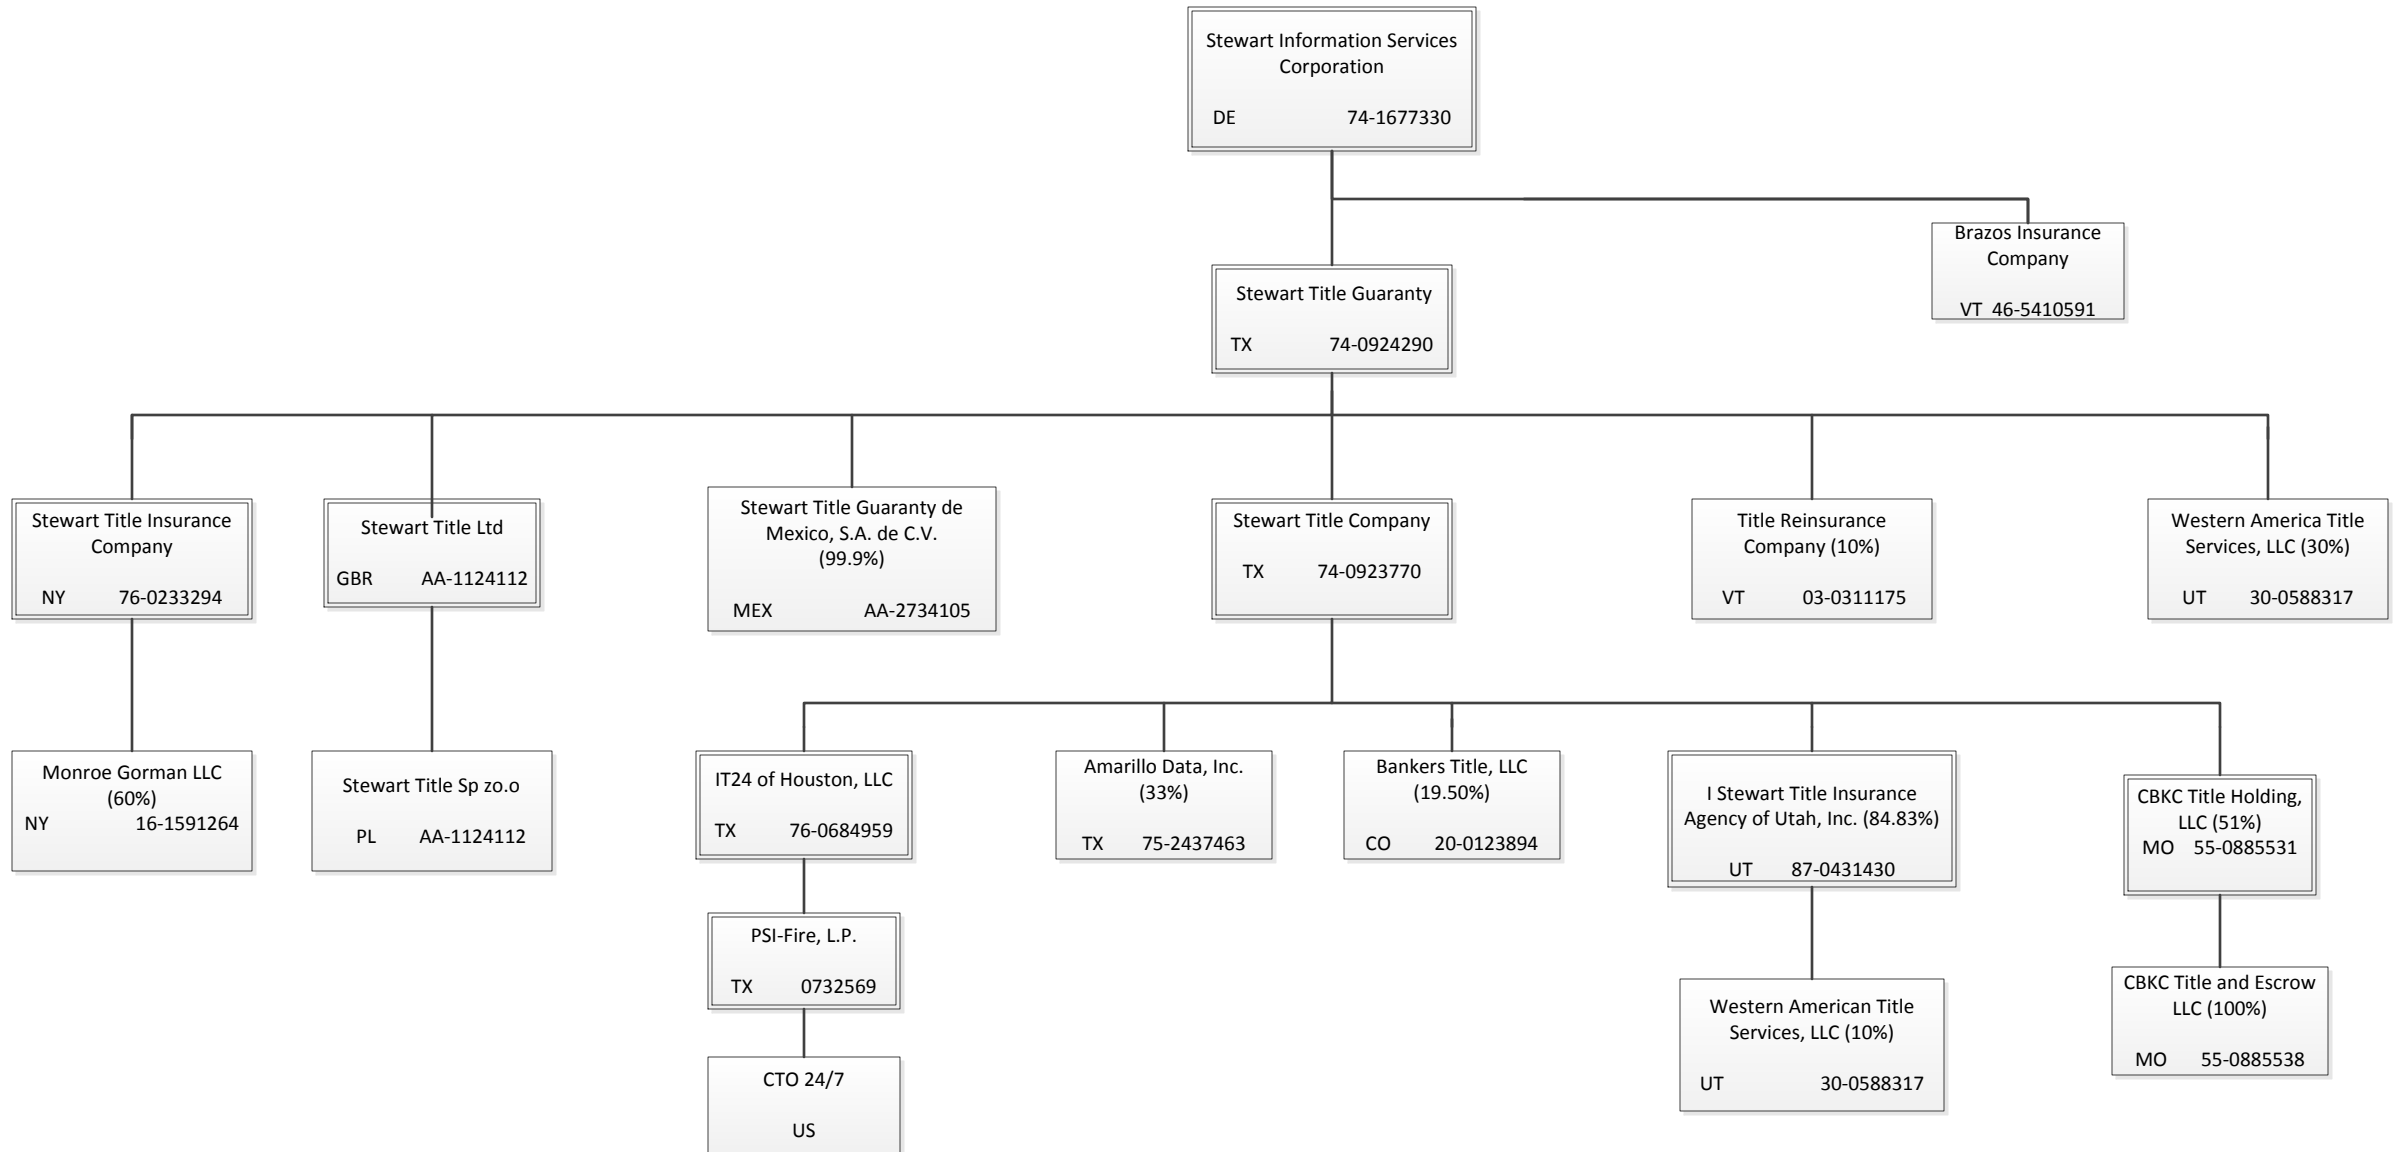 Stewart Information Services
Corporation
DE 74-1677330
Brazos Insurance
Company
VT 46-5410591
Stewart Title Guaranty
TX 74-0924290
Stewart Title Insurance
Company
NY 76-0233294
Stewart Title Ltd
GBR AA-1124112
Stewart Title Guaranty de
Mexico, S.A. de C.V.
(99.9%)
MEX AA-2734105
Stewart Title Company
TX 74-0923770
Title Reinsurance
Company (10%)
VT 03-0311175
Western America Title
Services, LLC (30%)
UT 30-0588317
Monroe Gorman LLC
(60%)
NY 16-1591264
Stewart Title Sp zo.o
PL AA-1124112
IT24 of Houston, LLC
TX 76-0684959
Amarillo Data, Inc.
(33%)
TX 75-2437463
Bankers Title, LLC
(19.50%)
CO 20-0123894
I Stewart Title Insurance
Agency of Utah, Inc. (84.83%)
UT 87-0431430
CBKC Title Holding,
LLC (51%)
MO 55-0885531
PSI-Fire, L.P.
TX 0732569
Western American Title
Services, LLC (10%)
UT 30-0588317
CBKC Title and Escrow
LLC (100%)
MO 55-0885538
CTO 24/7
US